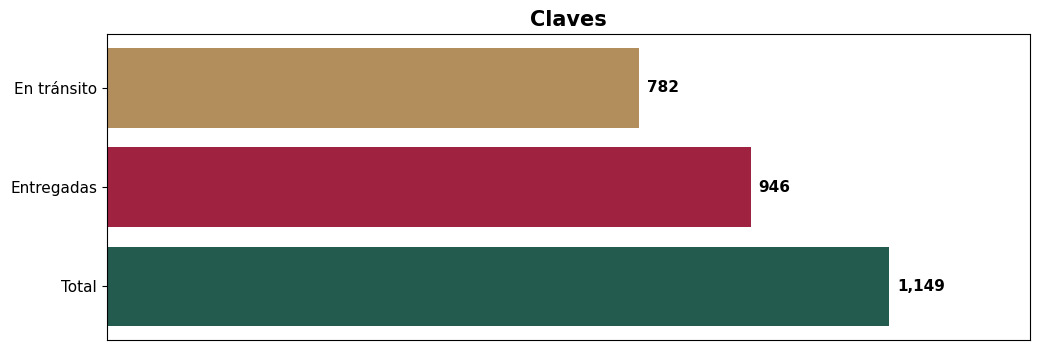 Claves
En tránsito 782
Entregadas 946
Total 1,149